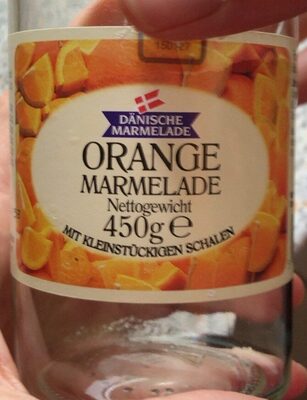 DÄNISCHE
MARMELADE
ORANGE
MARMELADE
Nettogewicht
450g e
MIT KLEINSTÜCKIGEN SCHALEN